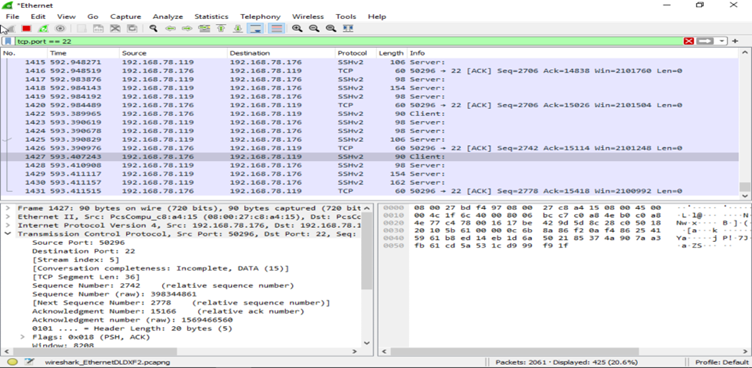 *Ethernet
File Edit View Go Capture Analyze Statistics Telephony Wireless Tools Help
tcp.port == 22
No. Time Source Destination Protocol Length Info
1415 592.948271 192.168.78.119 192.168.78.176 SSHv2 106 Server:
1416 592.948519 192.168.78.176 192.168.78.119 TCP 60 50296 → 22 [ACK] Seq=2706 Ack=14838 Win=2101760 Len=0
1417 592.983876 192.168.78.119 192.168.78.176 SSHv2 98 Server:
1418 592.984143 192.168.78.119 192.168.78.176 SSHv2 154 Server:
1419 592.984192 192.168.78.119 192.168.78.176 SSHv2 98 Server:
1420 592.984489 192.168.78.176 192.168.78.119 TCP 60 50296 → 22 [ACK] Seq=2706 Ack=15026 Win=2101504 Len=0
1422 593.389965 192.168.78.176 192.168.78.119 SSHv2 90 Client:
1423 593.390619 192.168.78.119 192.168.78.176 SSHv2 98 Server:
1424 593.390678 192.168.78.119 192.168.78.176 SSHv2 98 Server:
1425 593.390829 192.168.78.119 192.168.78.176 SSHv2 106 Server:
1426 593.390976 192.168.78.176 192.168.78.119 TCP 60 50296 → 22 [ACK] Seq=2742 Ack=15114 Win=2101248 Len=0
1427 593.407243 192.168.78.176 192.168.78.119 SSHv2 90 Client:
1428 593.410908 192.168.78.119 192.168.78.176 SSHv2 98 Server:
1429 593.411117 192.168.78.119 192.168.78.176 SSHv2 154 Server:
1430 593.411157 192.168.78.119 192.168.78.176 SSHv2 162 Server:
1431 593.411515 192.168.78.176 192.168.78.119 TCP 60 50296 → 22 [ACK] Seq=2778 Ack=15418 Win=2100992 Len=0
Frame 1427: 90 bytes on wire (720 bits), 90 bytes captured (720 bit
Ethernet II, Src: PcsCompu_c8:a4:15 (08:00:27:c8:a4:15), Dst: PcsC
Internet Protocol Version 4, Src: 192.168.78.176, Dst: 192.168.78.1
Transmission Control Protocol, Src Port: 50296, Dst Port: 22, Seq:
Source Port: 50296
Destination Port: 22
[Stream index: 5]
[Conversation completeness: Incomplete, DATA (15)]
[TCP Segment Len: 36]
Sequence Number: 2742 (relative sequence number)
Sequence Number (raw): 398344861
[Next Sequence Number: 2778 (relative sequence number)]
Acknowledgment Number: 15166 (relative ack number)
Acknowledgment number (raw): 1569466560
0101 .... = Header Length: 20 bytes (5)
Flags: 0x018 (PSH, ACK)
Window: 8208
0000 08 00 27 bd f4 97 08 00 27 c8 a4 15 08 00 45 00
0010 00 4c 1f 6c 40 00 80 06 bc c7 c0 a8 4e b0 c0 a8
0020 4e 77 c4 78 00 16 17 be 42 9d 5d 8c 28 c0 50 18
0030 20 10 5b 61 00 00 0c 6b 8a 86 f2 0a f4 86 25 41
0040 59 61 b8 ed 14 eb 1d 6a 50 21 85 37 4a 90 7a a3
0050 fb 61 cd 5a 53 1c d9 99 f9 1f
wireshark_EthernetDLDXF2.pcapng
Packets: 2061 · Displayed: 425 (20.6%)
Profile: Default